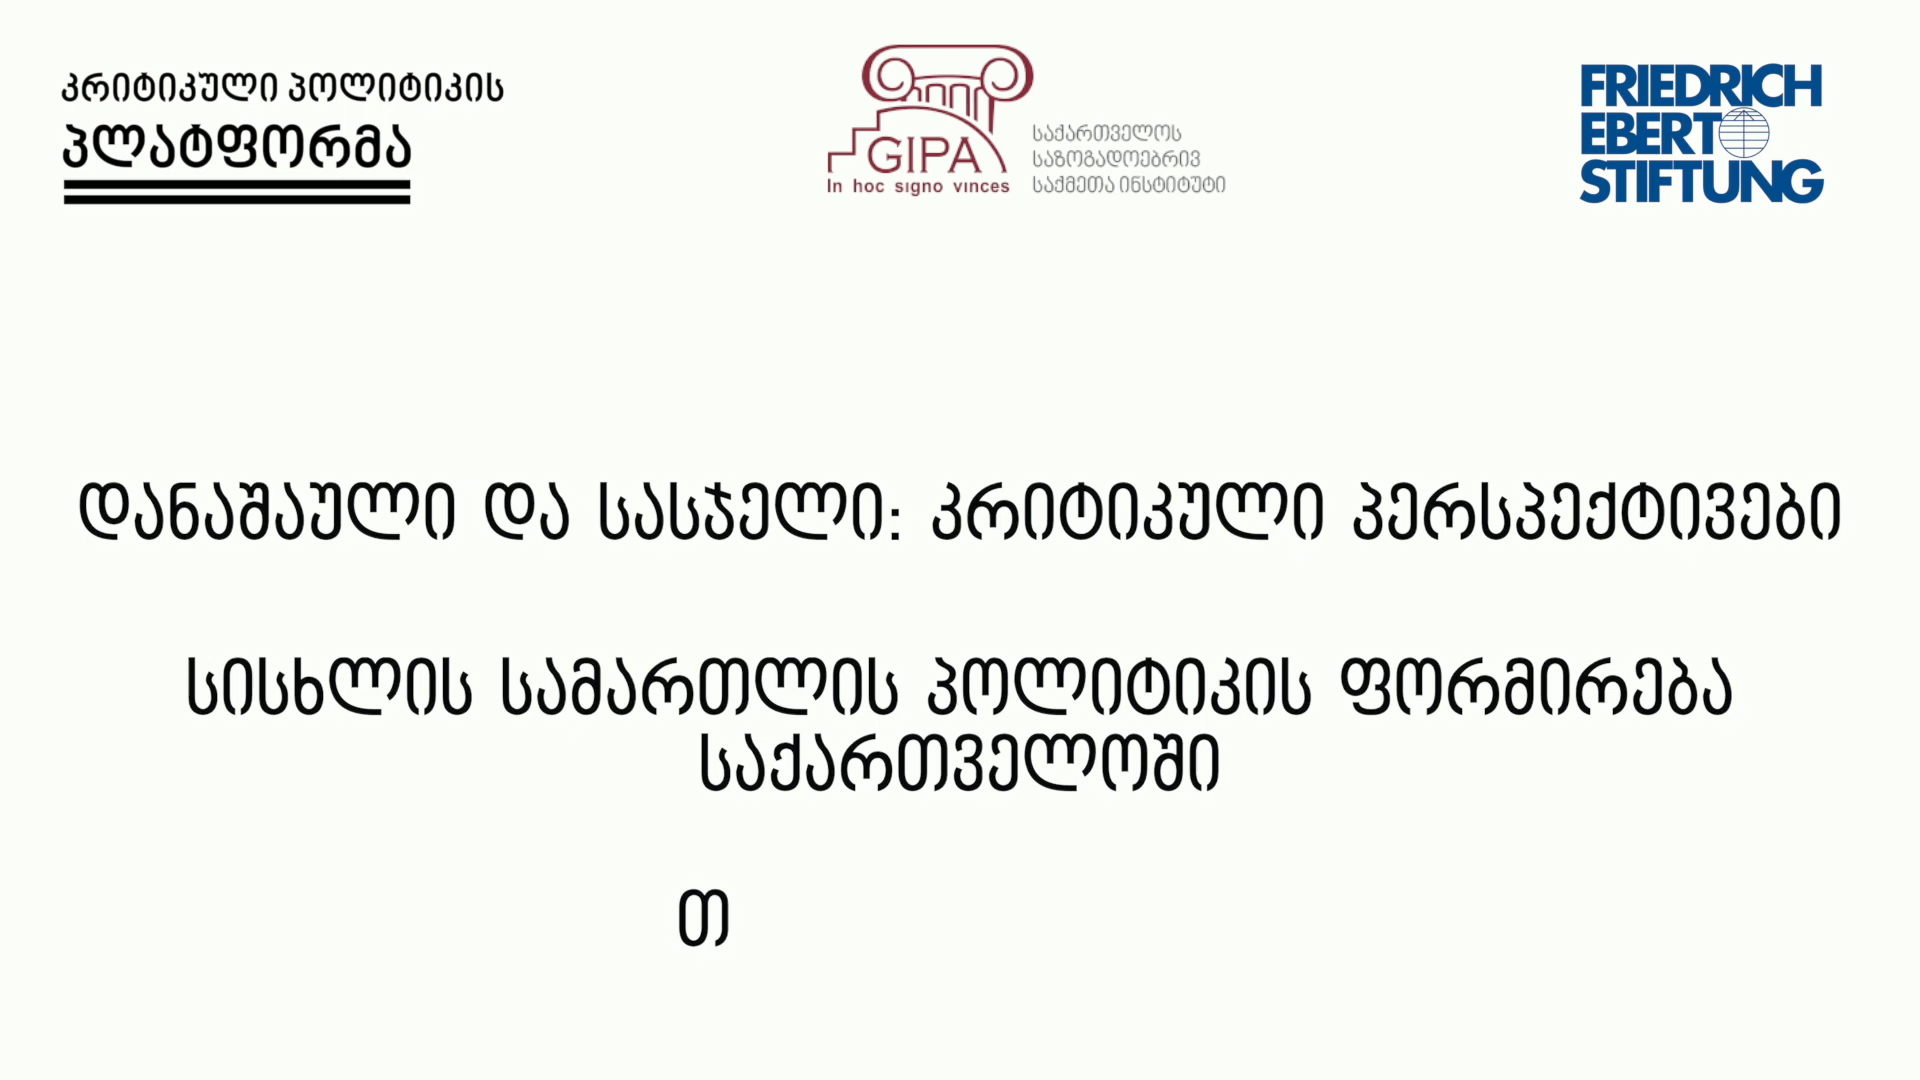 კრიტიკული პოლიტიკის
პლატფორმა
GIPA
In hoc signo vinces
საქართველოს
საზოგადოებრივ
საქმეთა ინსტიტუტი
FRIEDRICH
EBERT
STIFTUNG
დანაშაული და სასჯელი: კრიტიკული პერსპექტივები
სისხლის სამართლის პოლიტიკის ფორმირება
საქართველოში
თ